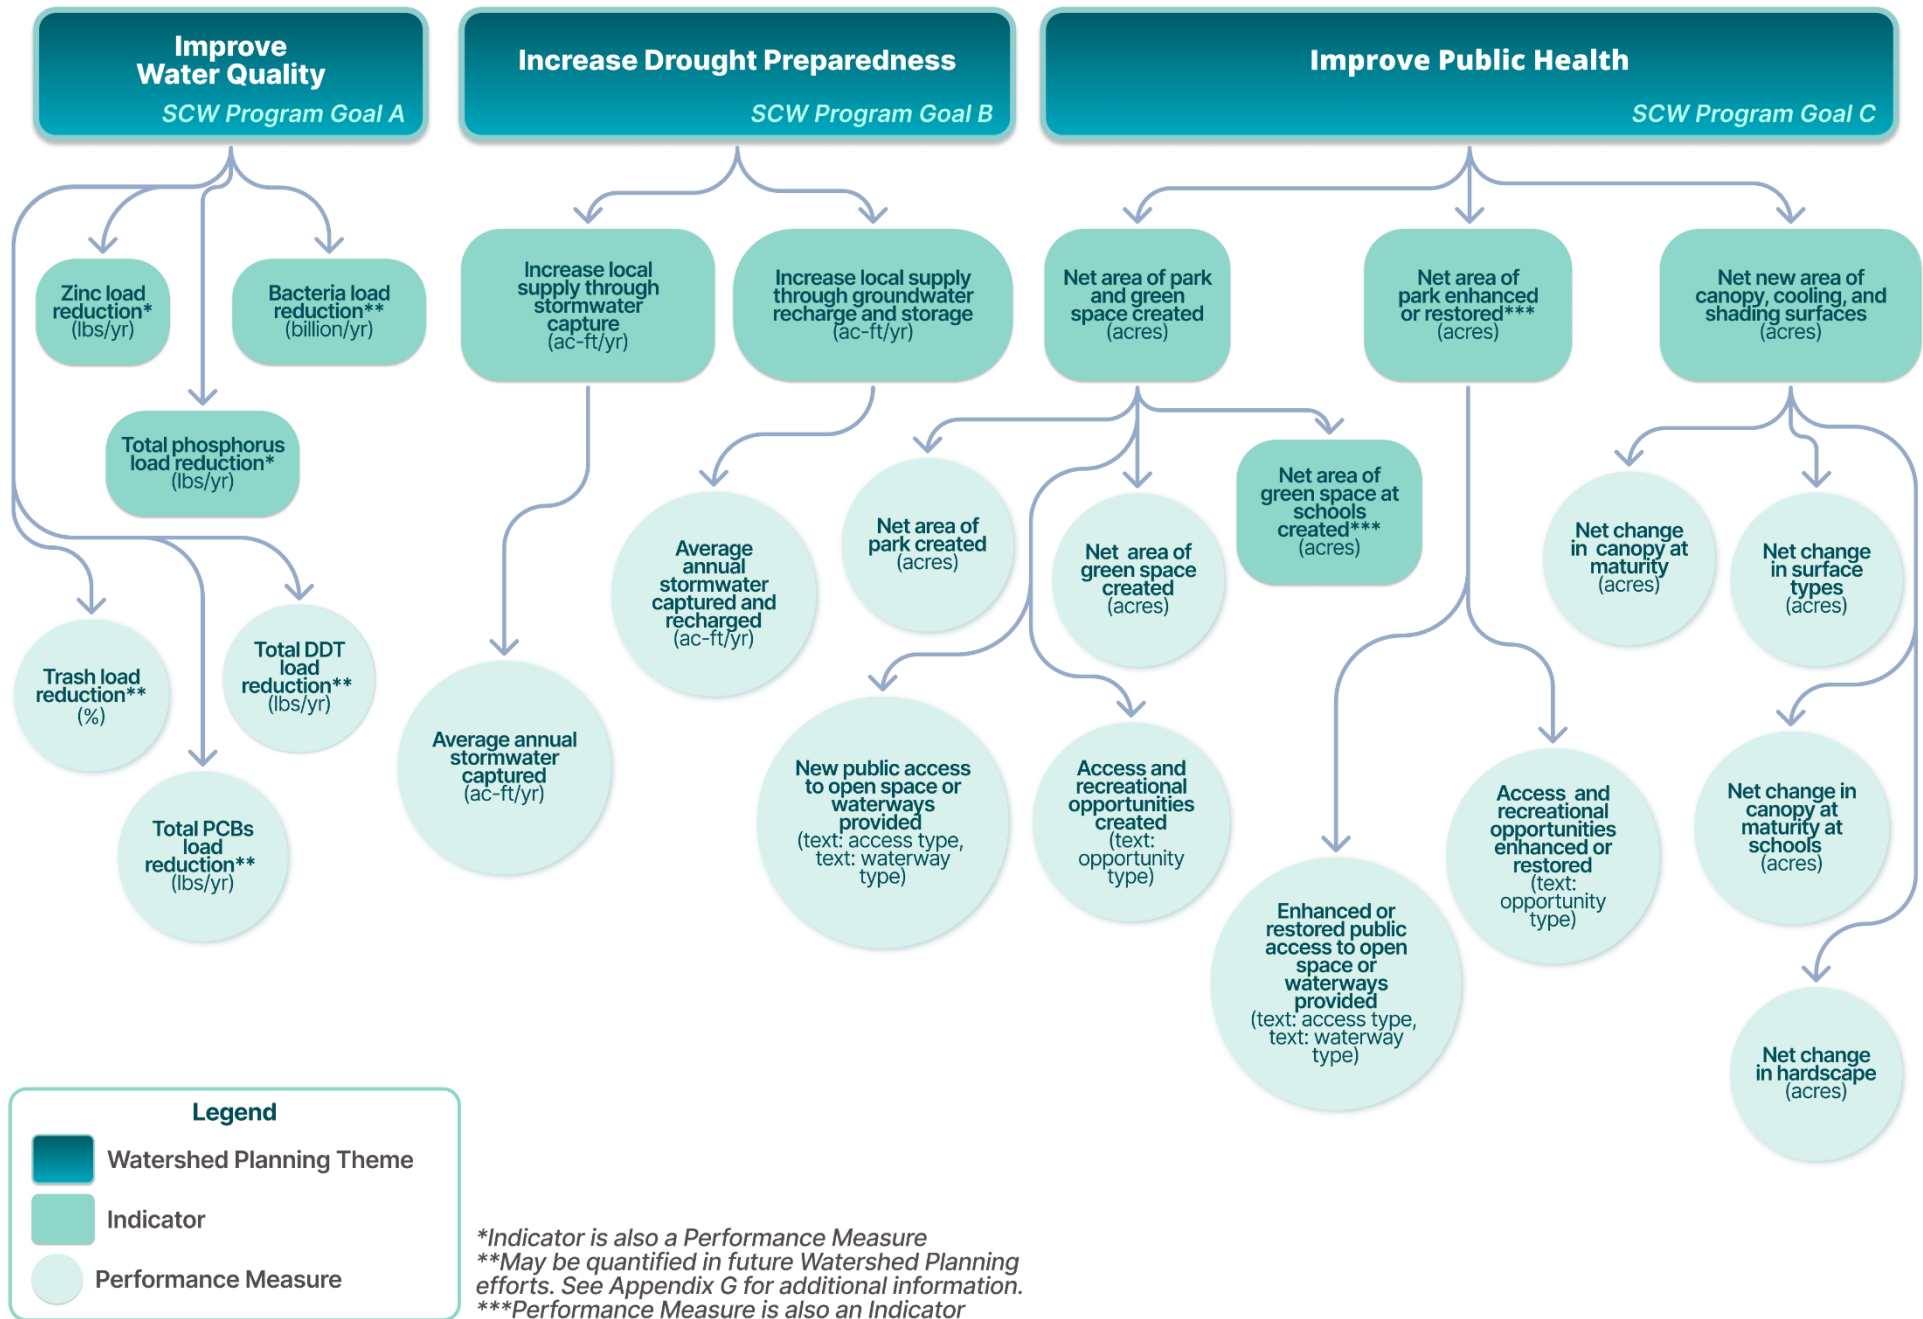 Improve
Water Quality
SCW Program Goal A
Increase Drought Preparedness
SCW Program Goal B
Improve Public Health
SCW Program Goal C
Zinc load
reduction*
(lbs/yr)
Bacteria load
reduction**
(billion/yr)
Total phosphorus
load reduction*
(lbs/yr)
Trash load
reduction**
(%)
Total DDT
load
reduction**
(lbs/yr)
Total PCBs
load
reduction**
(lbs/yr)
Increase local
supply through
stormwater
capture
(ac-ft/yr)
Increase local supply
through groundwater
recharge and storage
(ac-ft/yr)
Average annual
stormwater
captured
(ac-ft/yr)
Average
annual
stormwater
captured and
recharged
(ac-ft/yr)
Net area of park
and green
space created
(acres)
Net area of
park enhanced
or restored***
(acres)
Net new area of
canopy, cooling, and
shading surfaces
(acres)
Net area of
park created
(acres)
Net area of
green space
created
(acres)
Net area of
green space at
schools
created***
(acres)
New public access
to open space or
waterways
provided
(text: access type,
text: waterway
type)
Access and
recreational
opportunities
created
(text:
opportunity
type)
Enhanced or
restored public
access to open
space or
waterways
provided
(text: access type,
text: waterway
type)
Access and
recreational
opportunities
enhanced or
restored
(text:
opportunity
type)
Net change
in canopy at
maturity
(acres)
Net change
in surface
types
(acres)
Net change in
canopy at
maturity at
schools
(acres)
Net change
in hardscape
(acres)
Legend
Watershed Planning Theme
Indicator
Performance Measure
*Indicator is also a Performance Measure
**May be quantified in future Watershed Planning
efforts. See Appendix G for additional information.
***Performance Measure is also an Indicator